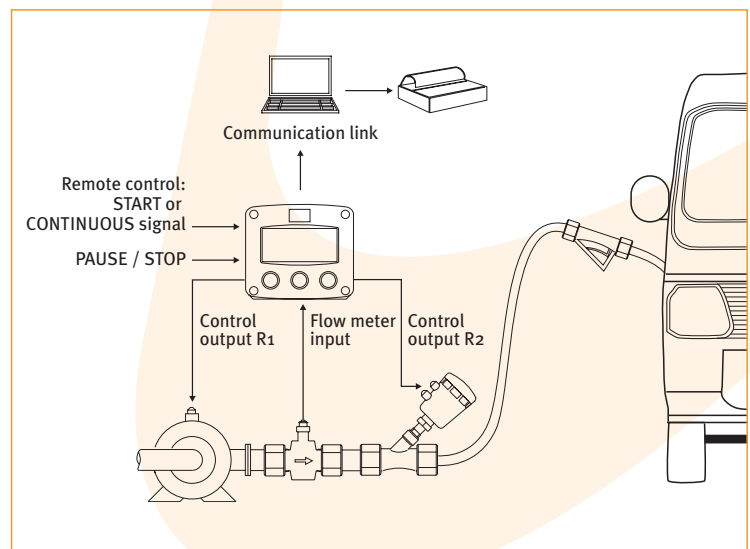 Communication link
Remote control:
START or
CONTINUOUS signal
PAUSE / STOP
Control
output R1
Flow meter
input
Control
output R2